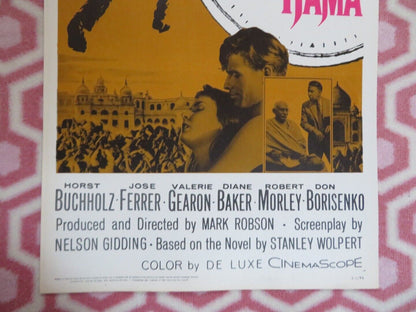 RAMA
HORST JOSE VALERIE DIANE ROBERT DON
BUCHHOLZ · FERRER · GEARON · BAKER · MORLEY · BORISENKO
Produced and Directed by MARK ROBSON · Screenplay by
NELSON GIDDING · Based on the Novel by STANLEY WOLPERT
COLOR by DE LUXE CINEMASCOPE